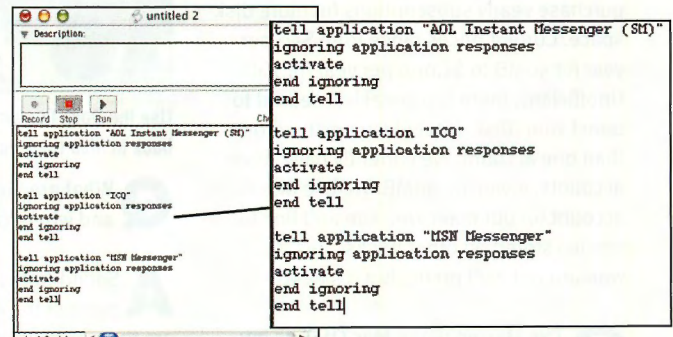 untitled 2
Description:
Record Stop Run
tell application "AOL Instant Messenger (SM)"
ignoring application responses
activate
end ignoring
end tell
tell application "ICQ"
ignoring application responses
activate
end ignoring
end tell
tell application "MSN Messenger"
ignoring application responses
activate
end ignoring
end tell
tell application "AOL Instant Messenger (SM)"
ignoring application responses
activate
end ignoring
end tell
tell application "ICQ"
ignoring application responses
activate
end ignoring
end tell
tell application "MSN Messenger"
ignoring application responses
activate
end ignoring
end tell